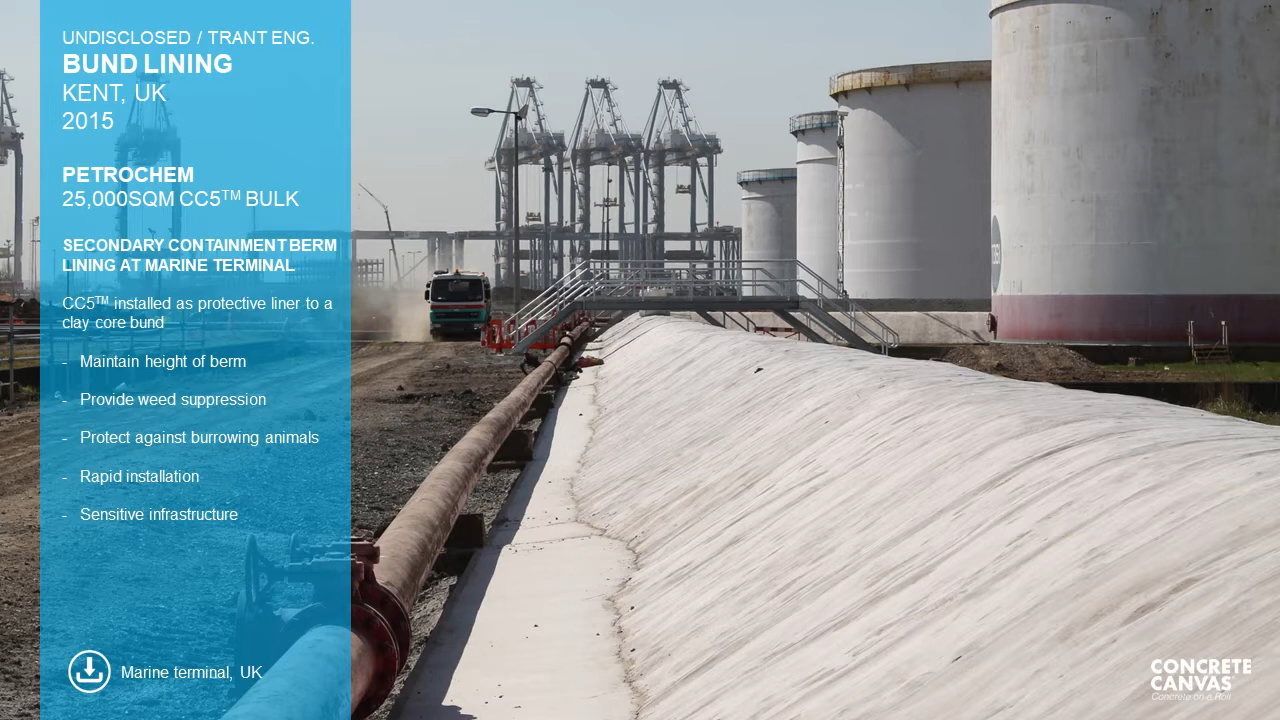 UNDISCLOSED / TRANT ENG.
BUND LINING
KENT, UK
2015
PETROCHEM
25,000SQM CC5™ BULK
SECONDARY CONTAINMENT BERM
LINING AT MARINE TERMINAL
CC5™ installed as protective liner to a
clay core bund
- Maintain height of berm
- Provide weed suppression
- Protect against burrowing animals
- Rapid installation
- Sensitive infrastructure
Marine terminal, UK
CONCRETE
CANVAS
Concrete on a Roll